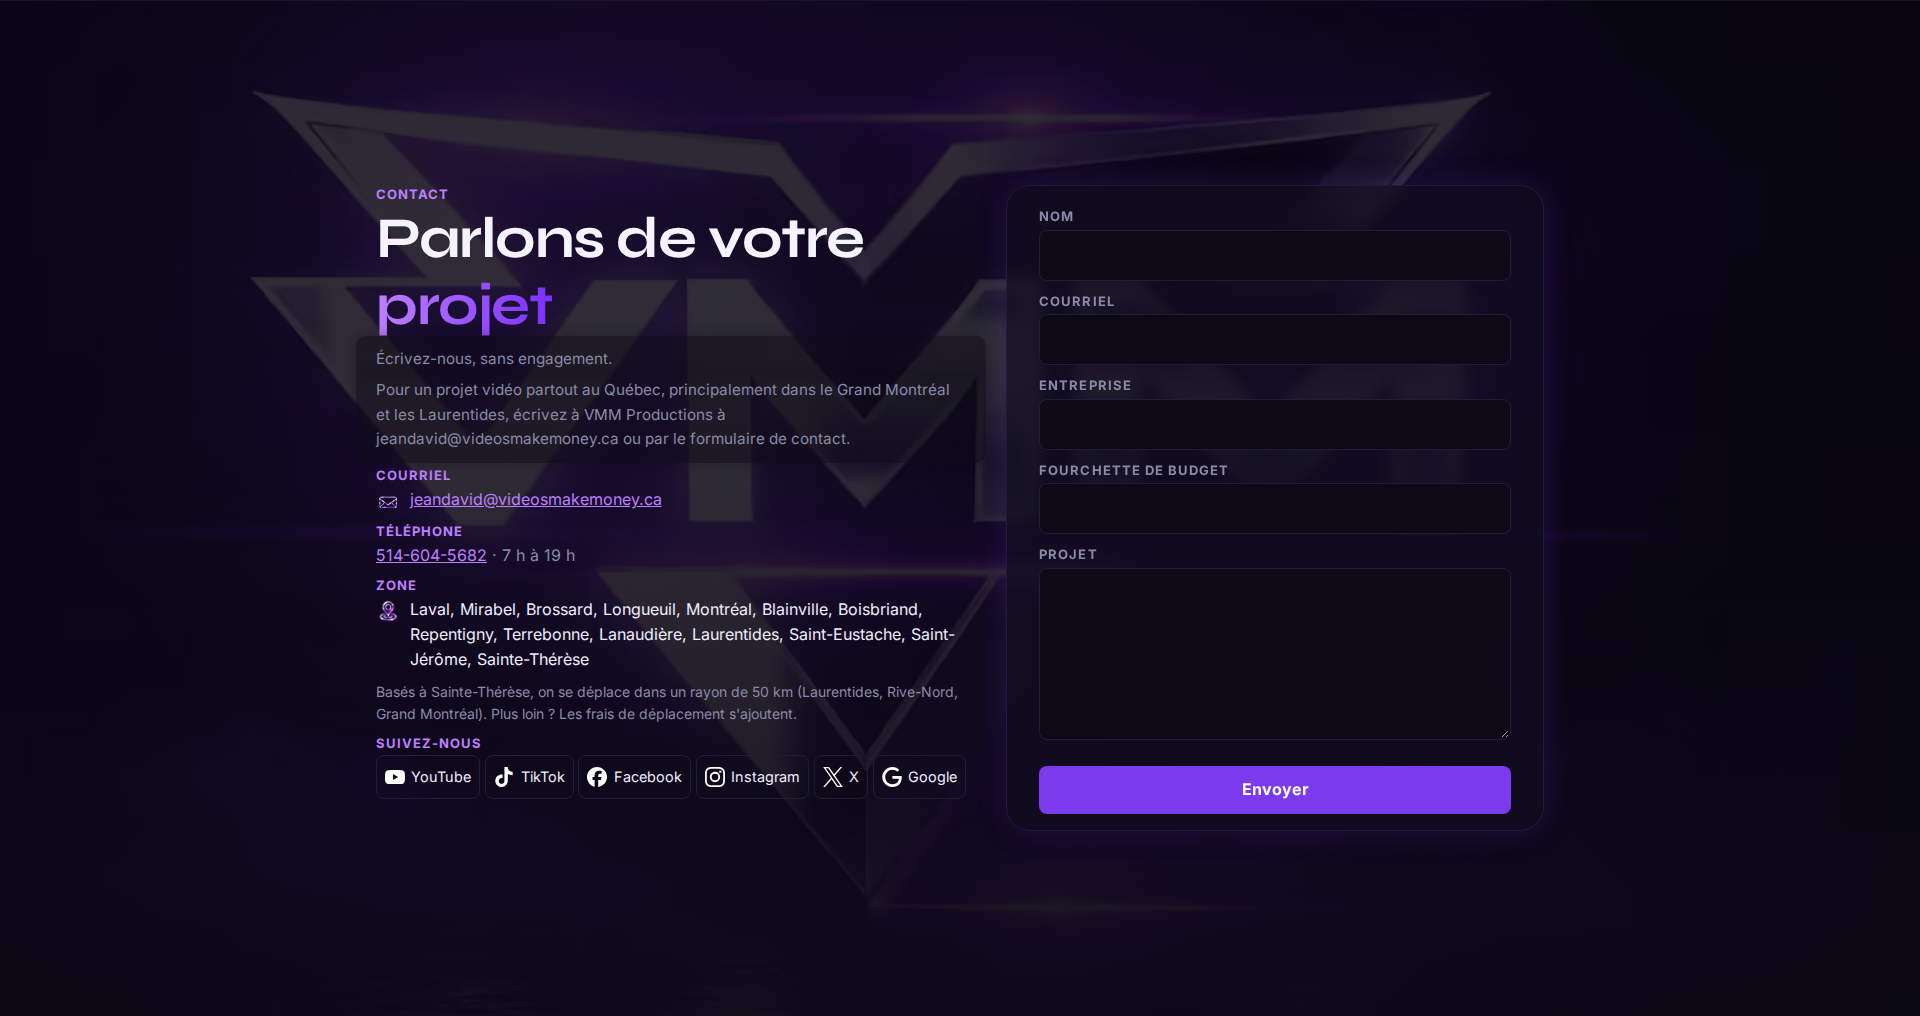 CONTACT
Parlons de votre
projet
Écrivez-nous, sans engagement.
Pour un projet vidéo partout au Québec, principalement dans le Grand Montréal
et les Laurentides, écrivez à VMM Productions à
jeandavid@videosmakemoney.ca ou par le formulaire de contact.
COURRIEL
jeandavid@videosmakemoney.ca
TÉLÉPHONE
514-604-5682 · 7 h à 19 h
ZONE
Laval, Mirabel, Brossard, Longueuil, Montréal, Blainville, Boisbriand,
Repentigny, Terrebonne, Lanaudière, Laurentides, Saint-Eustache, Saint-
Jérôme, Sainte-Thérèse
Basés à Sainte-Thérèse, on se déplace dans un rayon de 50 km (Laurentides, Rive-Nord,
Grand Montréal). Plus loin ? Les frais de déplacement s'ajoutent.
SUIVEZ-NOUS
YouTube TikTok Facebook Instagram X Google
NOM
COURRIEL
ENTREPRISE
FOURCHETTE DE BUDGET
PROJET
Envoyer
VMM